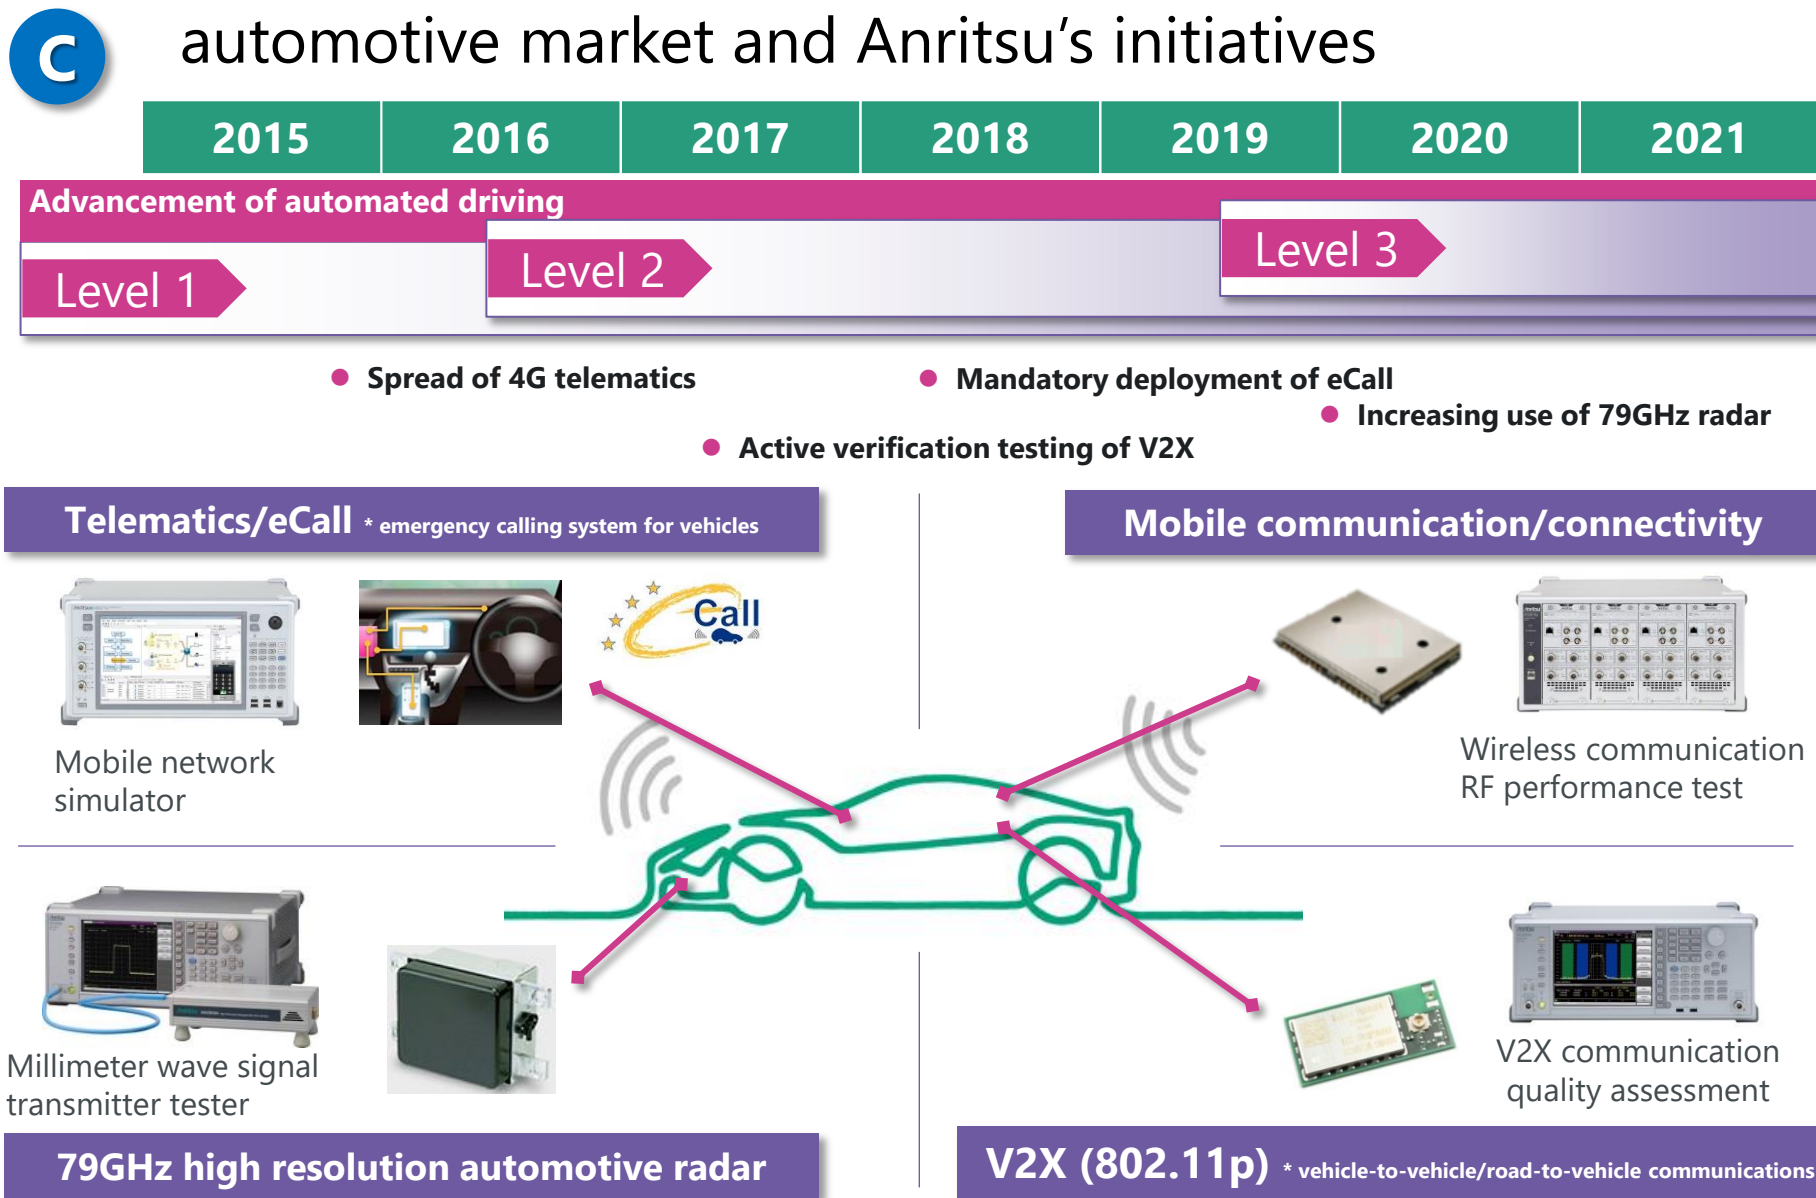 C
automotive market and Anritsu's initiatives
2015 2016 2017 2018 2019 2020 2021
Advancement of automated driving
Level 1
Level 2
Level 3
Spread of 4G telematics
Mandatory deployment of eCall
Increasing use of 79GHz radar
Active verification testing of V2X
Telematics/eCall * emergency calling system for vehicles
Mobile communication/connectivity
Call
Mobile network
simulator
Wireless communication
RF performance test
Millimeter wave signal
transmitter tester
V2X communication
quality assessment
79GHz high resolution automotive radar
V2X (802.11p) * vehicle-to-vehicle/road-to-vehicle communications